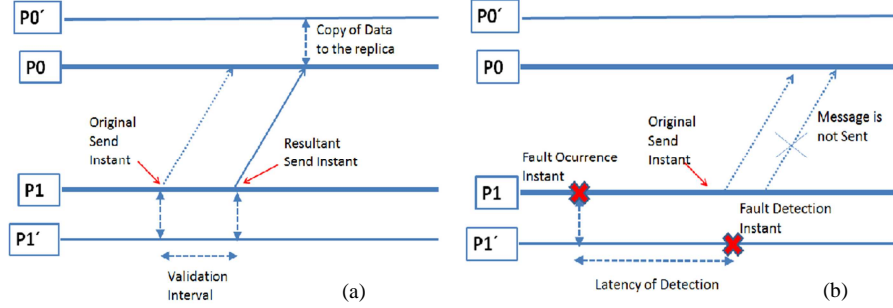 P0´
Copy of Data
to the replica
P0
Original
Send
Instant
Resultant
Send Instant
P1
P1´
Validation
Interval
(a)
P0´
P0
Message is
not Sent
Original
Send
Instant
Fault Ocurrence
Instant
P1
Fault Detection
Instant
P1´
Latency of Detection
(b)